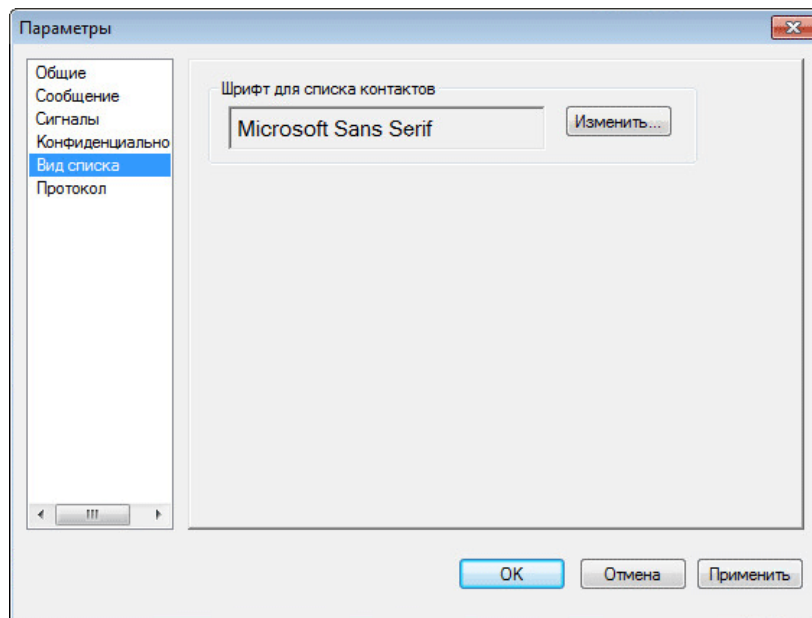 Параметры
Общие
Сообщение
Сигналы
Конфиденциально
Вид списка
Протокол
Шрифт для списка контактов
Microsoft Sans Serif
Изменить...
OK
Отмена
Применить